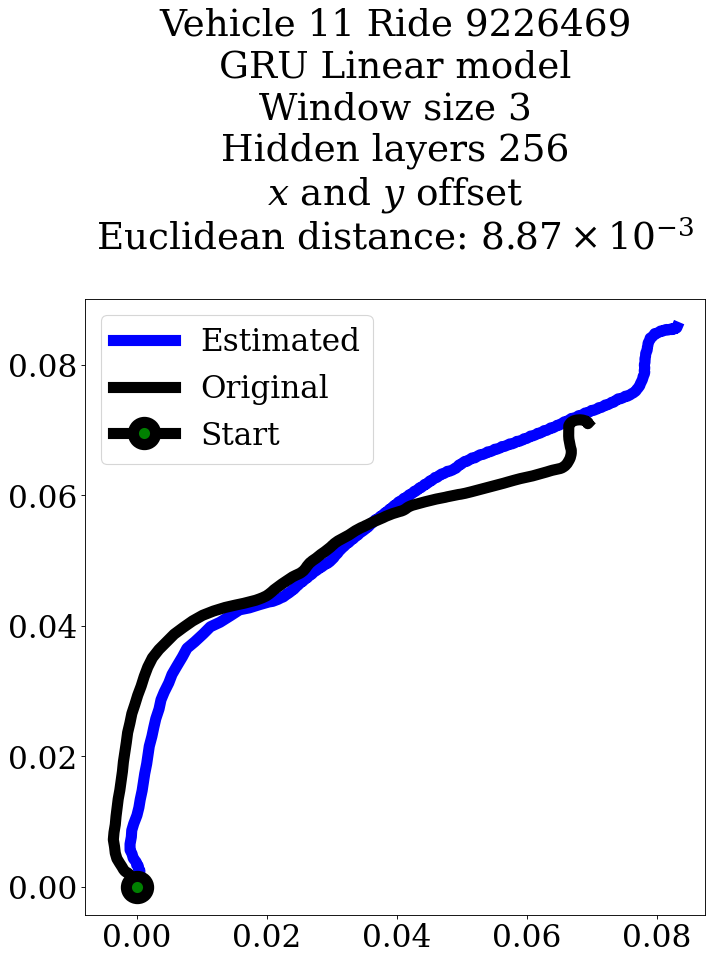 Vehicle 11 Ride 9226469
GRU Linear model
Window size 3
Hidden layers 256
x and y offset
Euclidean distance: 8.87 × 10⁻³
Estimated
Original
Start
0.08
0.06
0.04
0.02
0.00
0.00 0.02 0.04 0.06 0.08